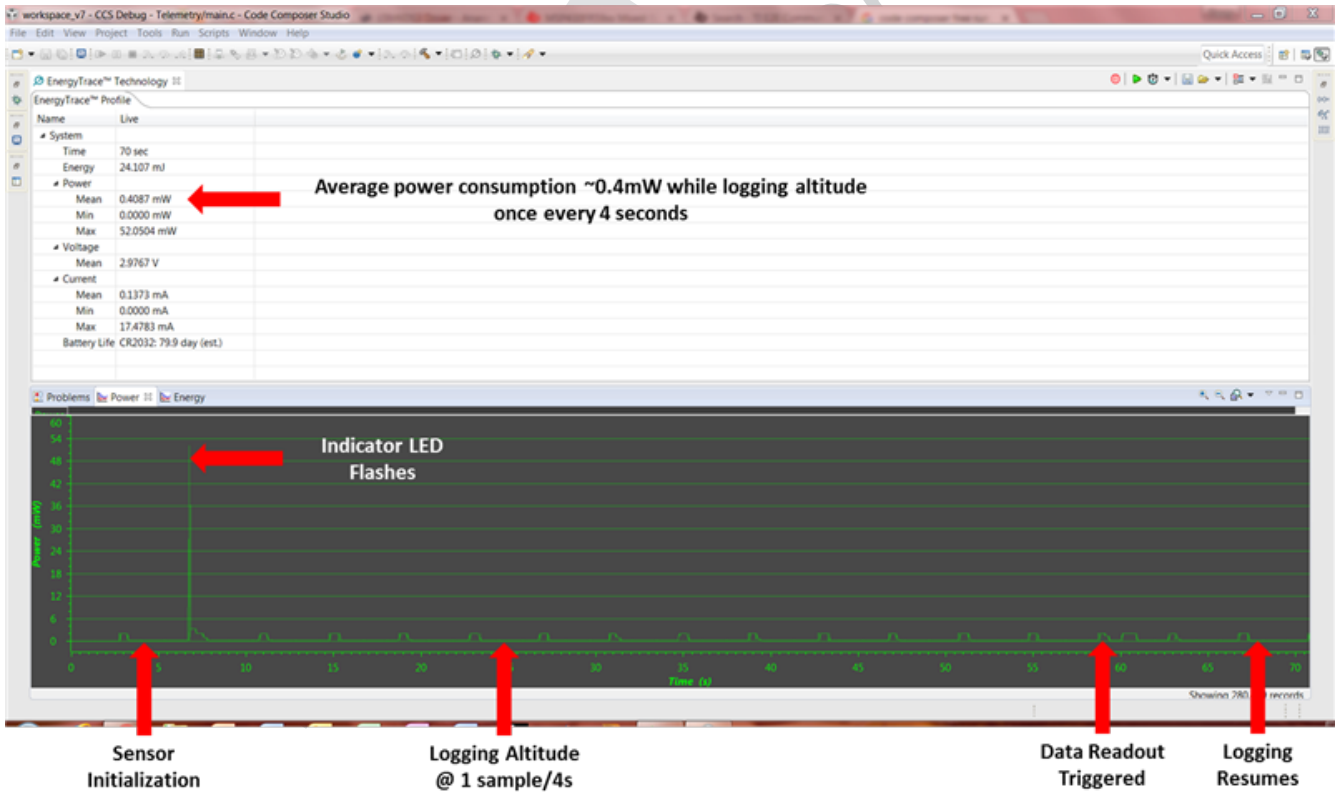 workspace_v7 - CCS Debug - Telemetry/main.c - Code Composer Studio
File Edit View Project Tools Run Scripts Window Help
Quick Access
EnergyTrace™ Technology
EnergyTrace™ Profile
Name Live
System
Time 70 sec
Energy 24.107 mJ
Power
Mean 0.4087 mW
Min 0.0000 mW
Max 52.0504 mW
Voltage
Mean 2.9767 V
Current
Mean 0.1373 mA
Min 0.0000 mA
Max 17.4783 mA
Battery Life CR2032: 79.9 day (est.)
Average power consumption ~0.4mW while logging altitude
once every 4 seconds
Problems Power Energy
60
54
48
42
36
30
24
18
12
6
0
Power (mW)
Indicator LED
Flashes
0 5 10 15 20 30 35 40 45 50 55 60 65 70
Time (s)
Showing 280, records
Sensor
Initialization
Logging Altitude
@ 1 sample/4s
Data Readout
Triggered
Logging
Resumes